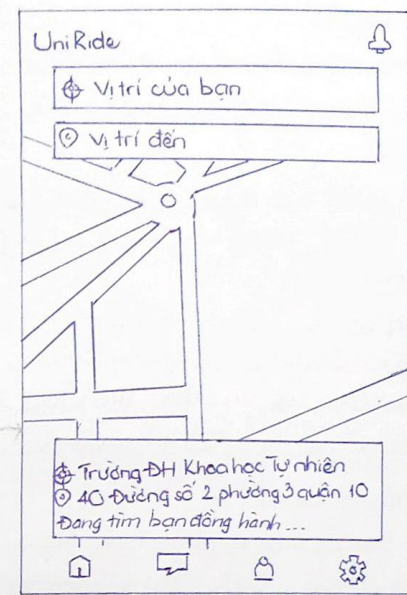 UniRide
Vị trí của bạn
Vị trí đến
Trường ĐH Khoa học Tự nhiên
40 Đường số 2 phường 3 quận 10
Đang tìm bạn đồng hành...